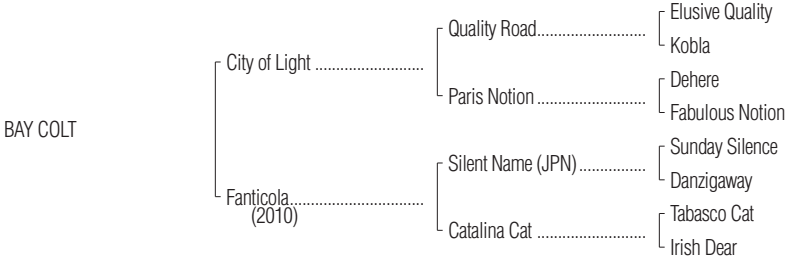 Elusive Quality
Quality Road..........................
Kobla
City of Light ..........................
Dehere
Paris Notion ..........................
Fabulous Notion
BAY COLT
Sunday Silence
Silent Name (JPN)................
Danzigaway
Fanticola................................
(2010)
Tabasco Cat
Catalina Cat ..........................
Irish Dear